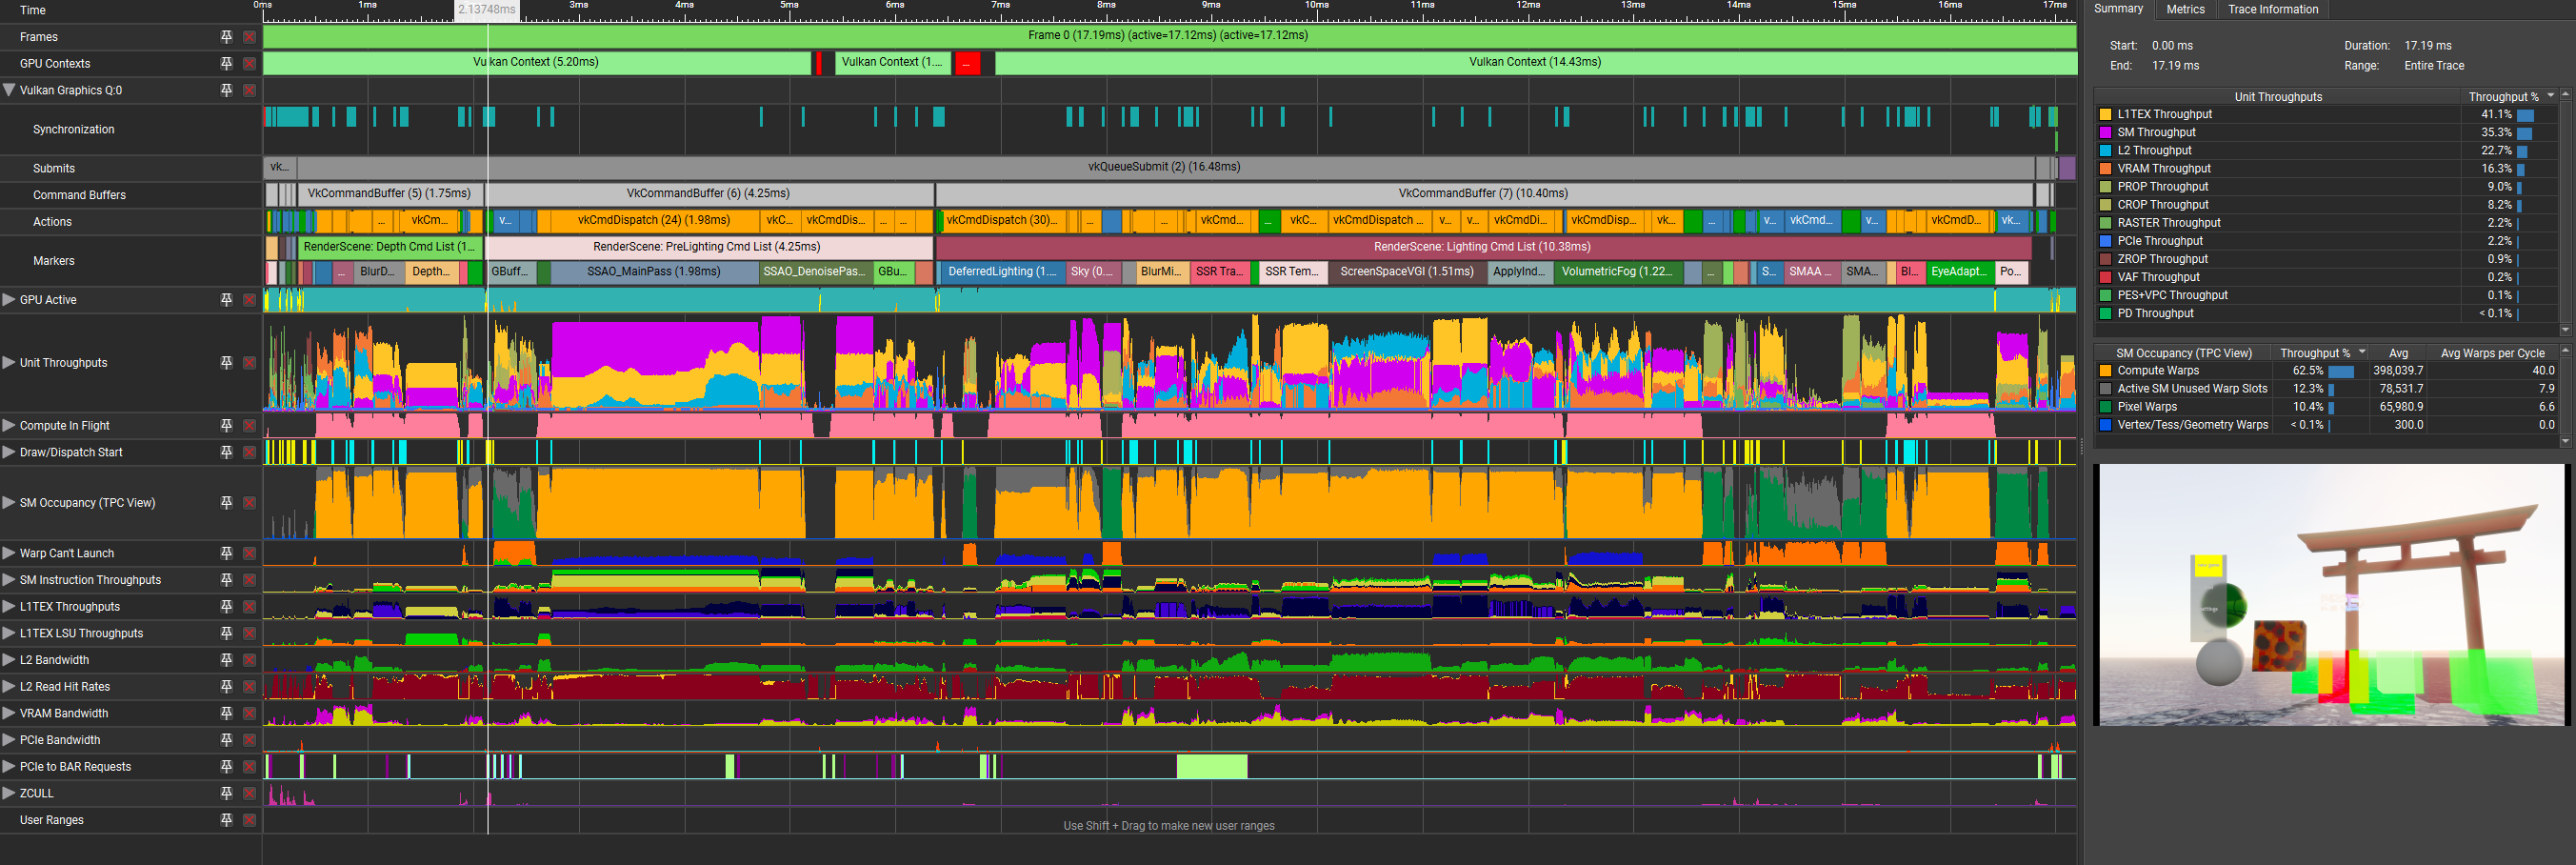 Time 0ms 1ms 2.13748ms 3ms 4ms 5ms 6ms 7ms 8ms 9ms 10ms 11ms 12ms 13ms 14ms 15ms 16ms 17ms
Frames Frame 0 (17.19ms) (active=17.12ms) (active=17.12ms)
GPU Contexts Vulkan Context (5.20ms) Vulkan Context (1.... ... Vulkan Context (14.43ms)
Vulkan Graphics Q:0
Synchronization
Submits vk... vkQueueSubmit (2) (16.48ms)
Command Buffers VkCommandBuffer (5) (1.75ms) VkCommandBuffer (6) (4.25ms) VkCommandBuffer (7) (10.40ms)
Actions ... vkCm... v... vkCmdDispatch (24) (1.98ms) vkC... vkCmdDis... ... ... vkCmdDispatch (30)... ... ... vkCmd... ... vkC... vkCmdDispatch ... v... v... vkCmdDi... vkCmdDisp... vk... ... v... vkCmd... v... ... vkCmdD... vk...
RenderScene: Depth Cmd List (1... RenderScene: PreLighting Cmd List (4.25ms) RenderScene: Lighting Cmd List (10.38ms)
Markers
... BlurD... Depth... GBuff... SSAO_MainPass (1.98ms) SSAO_DenoisePas... GBu... DeferredLighting (1.... Sky (0.... BlurMi... SSR Tra... SSR Tem... ScreenSpaceVGI (1.51ms) ApplyInd... VolumetricFog (1.22... ... S... SMAA ... SMA... Bl... EyeAdapt... Po...
GPU Active
Unit Throughputs
Compute In Flight
Draw/Dispatch Start
SM Occupancy (TPC View)
Warp Can't Launch
SM Instruction Throughputs
L1TEX Throughputs
L1TEX LSU Throughputs
L2 Bandwidth
L2 Read Hit Rates
VRAM Bandwidth
PCIe Bandwidth
PCIe to BAR Requests
ZCULL
User Ranges Use Shift + Drag to make new user ranges
Summary Metrics Trace Information
Start: 0.00 ms Duration: 17.19 ms
End: 17.19 ms Range: Entire Trace
Unit Throughputs Throughput %
L1TEX Throughput 41.1%
SM Throughput 35.3%
L2 Throughput 22.7%
VRAM Throughput 16.3%
PROP Throughput 9.0%
CROP Throughput 8.2%
RASTER Throughput 2.2%
PCIe Throughput 2.2%
ZROP Throughput 0.9%
VAF Throughput 0.2%
PES+VPC Throughput 0.1%
PD Throughput < 0.1%
SM Occupancy (TPC View) Throughput % Avg Avg Warps per Cycle
Compute Warps 62.5% 398,039.7 40.0
Active SM Unused Warp Slots 12.3% 78,531.7 7.9
Pixel Warps 10.4% 65,980.9 6.6
Vertex/Tess/Geometry Warps < 0.1% 300.0 0.0
settings